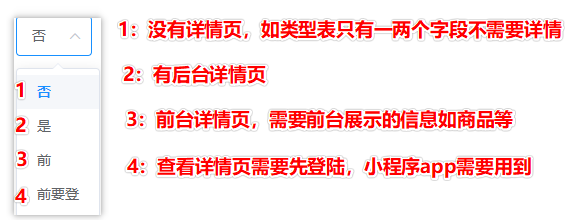 否
1 否
2 是
3 前
4 前要登
1：没有详情页，如类型表只有一两个字段不需要详情
2：有后台详情页
3：前台详情页，需要前台展示的信息如商品等
4：查看详情页需要先登陆，小程序app需要用到